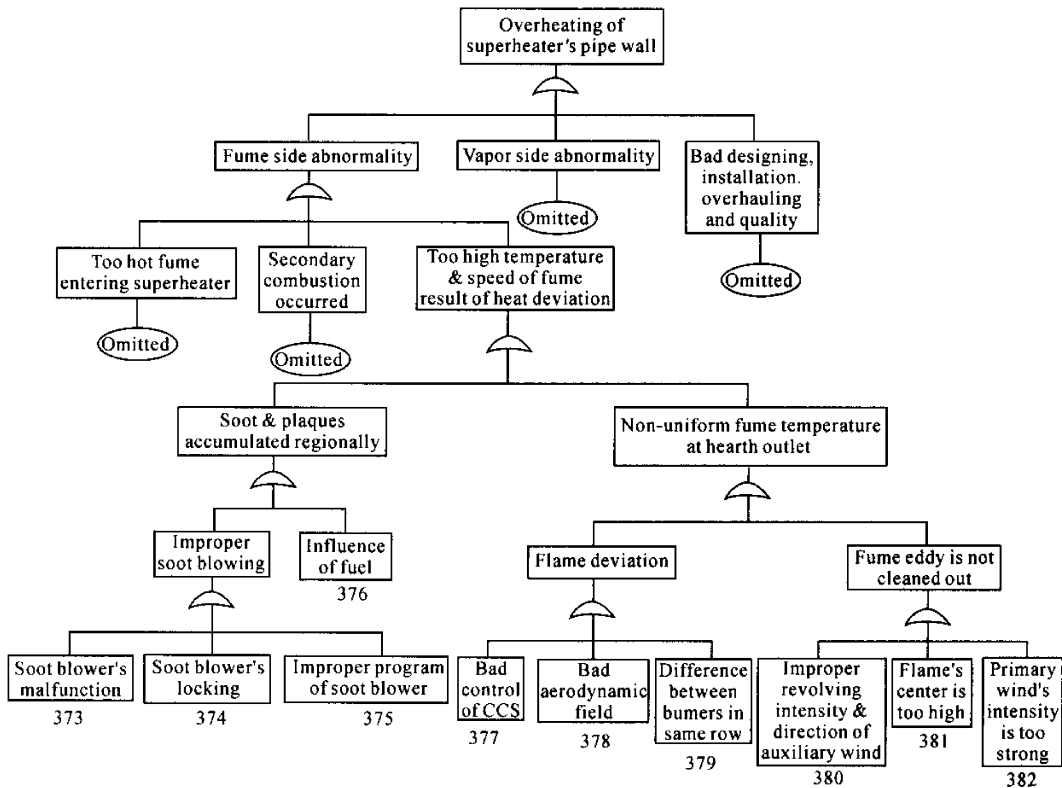 Overheating of
superheater's pipe wall
Fume side abnormality
Vapor side abnormality
Bad designing,
installation.
overhauling
and quality
Omitted
Too hot fume
entering superheater
Secondary
combustion
occurred
Too high temperature
& speed of fume
result of heat deviation
Omitted
Omitted
Omitted
Soot & plaques
accumulated regionally
Non-uniform fume temperature
at hearth outlet
Improper
soot blowing
Influence
of fuel
376
Flame deviation
Fume eddy is not
cleaned out
Soot blower's
malfunction
373
Soot blower's
locking
374
Improper program
of soot blower
375
Bad
control
of CCS
377
Bad
aerodynamic
field
378
Difference
between
bumers in
same row
379
Improper
revolving
intensity &
direction of
auxiliary wind
380
Flame's
center is
too high
381
Primary
wind's
intensity
is too
strong
382